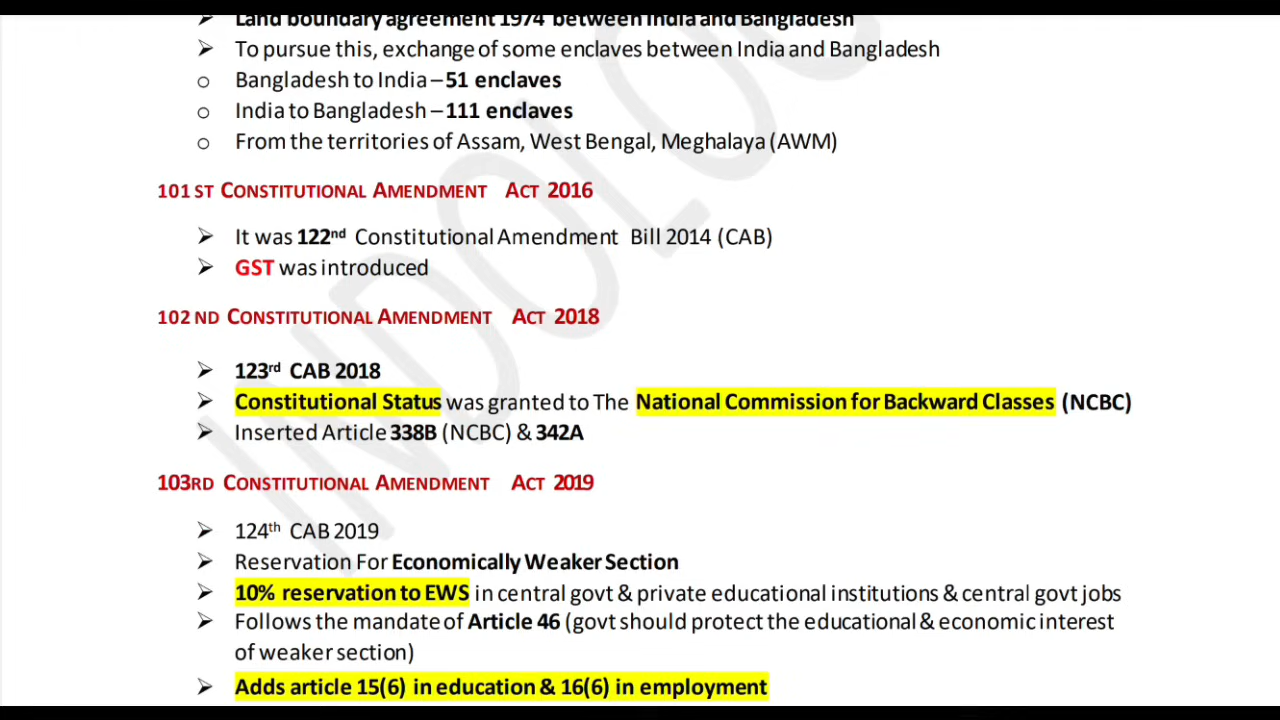 ➢ Land boundary agreement 1974 between India and Bangladesh
➢ To pursue this, exchange of some enclaves between India and Bangladesh
o Bangladesh to India – 51 enclaves
o India to Bangladesh – 111 enclaves
o From the territories of Assam, West Bengal, Meghalaya (AWM)
101 ST CONSTITUTIONAL AMENDMENT ACT 2016
➢ It was 122nd Constitutional Amendment Bill 2014 (CAB)
➢ GST was introduced
102 ND CONSTITUTIONAL AMENDMENT ACT 2018
➢ 123rd CAB 2018
➢ Constitutional Status was granted to The National Commission for Backward Classes (NCBC)
➢ Inserted Article 338B (NCBC) & 342A
103RD CONSTITUTIONAL AMENDMENT ACT 2019
➢ 124th CAB 2019
➢ Reservation For Economically Weaker Section
➢ 10% reservation to EWS in central govt & private educational institutions & central govt jobs
➢ Follows the mandate of Article 46 (govt should protect the educational & economic interest
of weaker section)
➢ Adds article 15(6) in education & 16(6) in employment